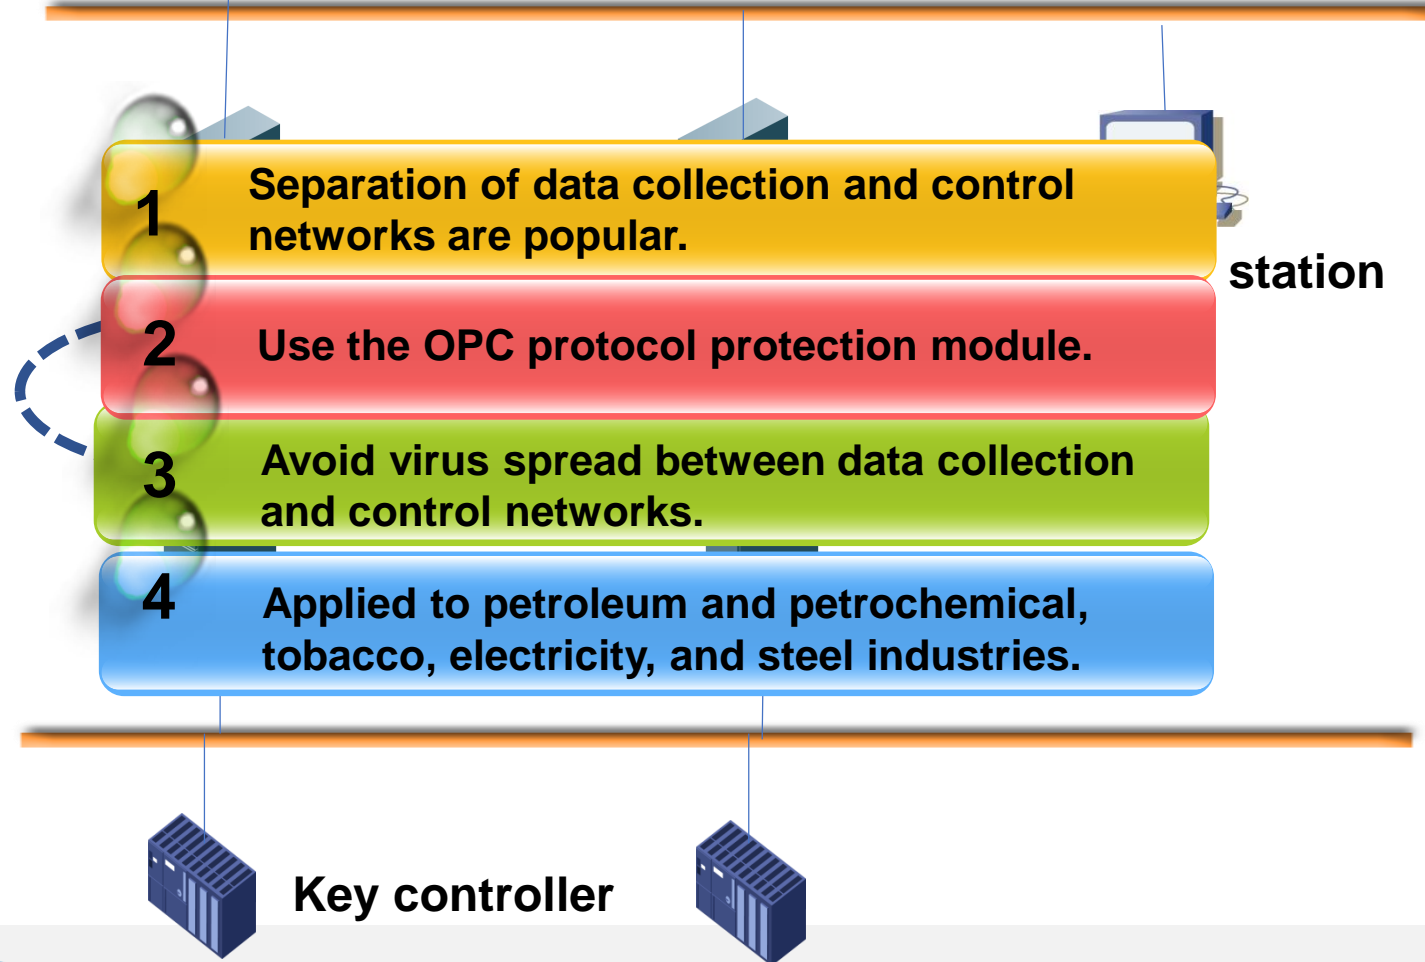 1
Separation of data collection and control
networks are popular.
station
2
Use the OPC protocol protection module.
3
Avoid virus spread between data collection
and control networks.
4
Applied to petroleum and petrochemical,
tobacco, electricity, and steel industries.
Key controller